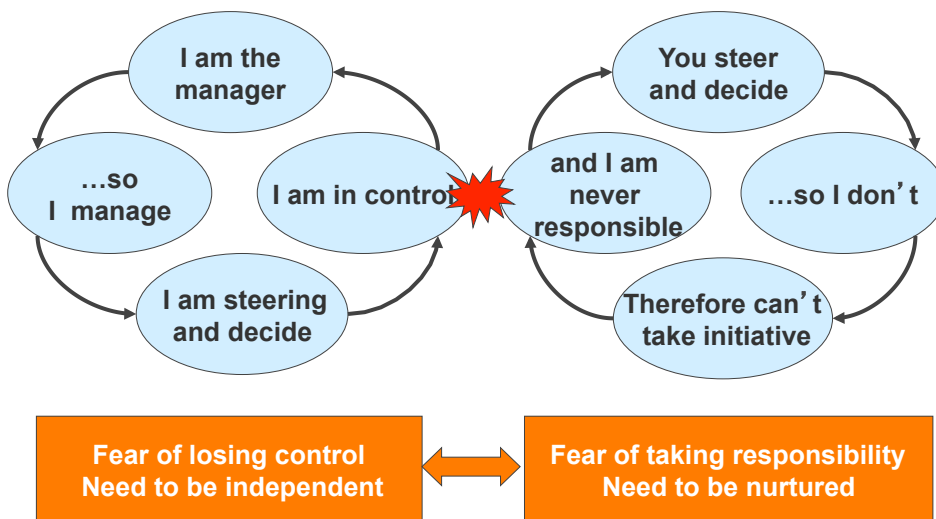 I am the
manager
…so
I manage
I am steering
and decide
I am in control
You steer
and decide
…so I don’t
Therefore can’t
take initiative
and I am
never
responsible
Fear of losing control
Need to be independent
Fear of taking responsibility
Need to be nurtured